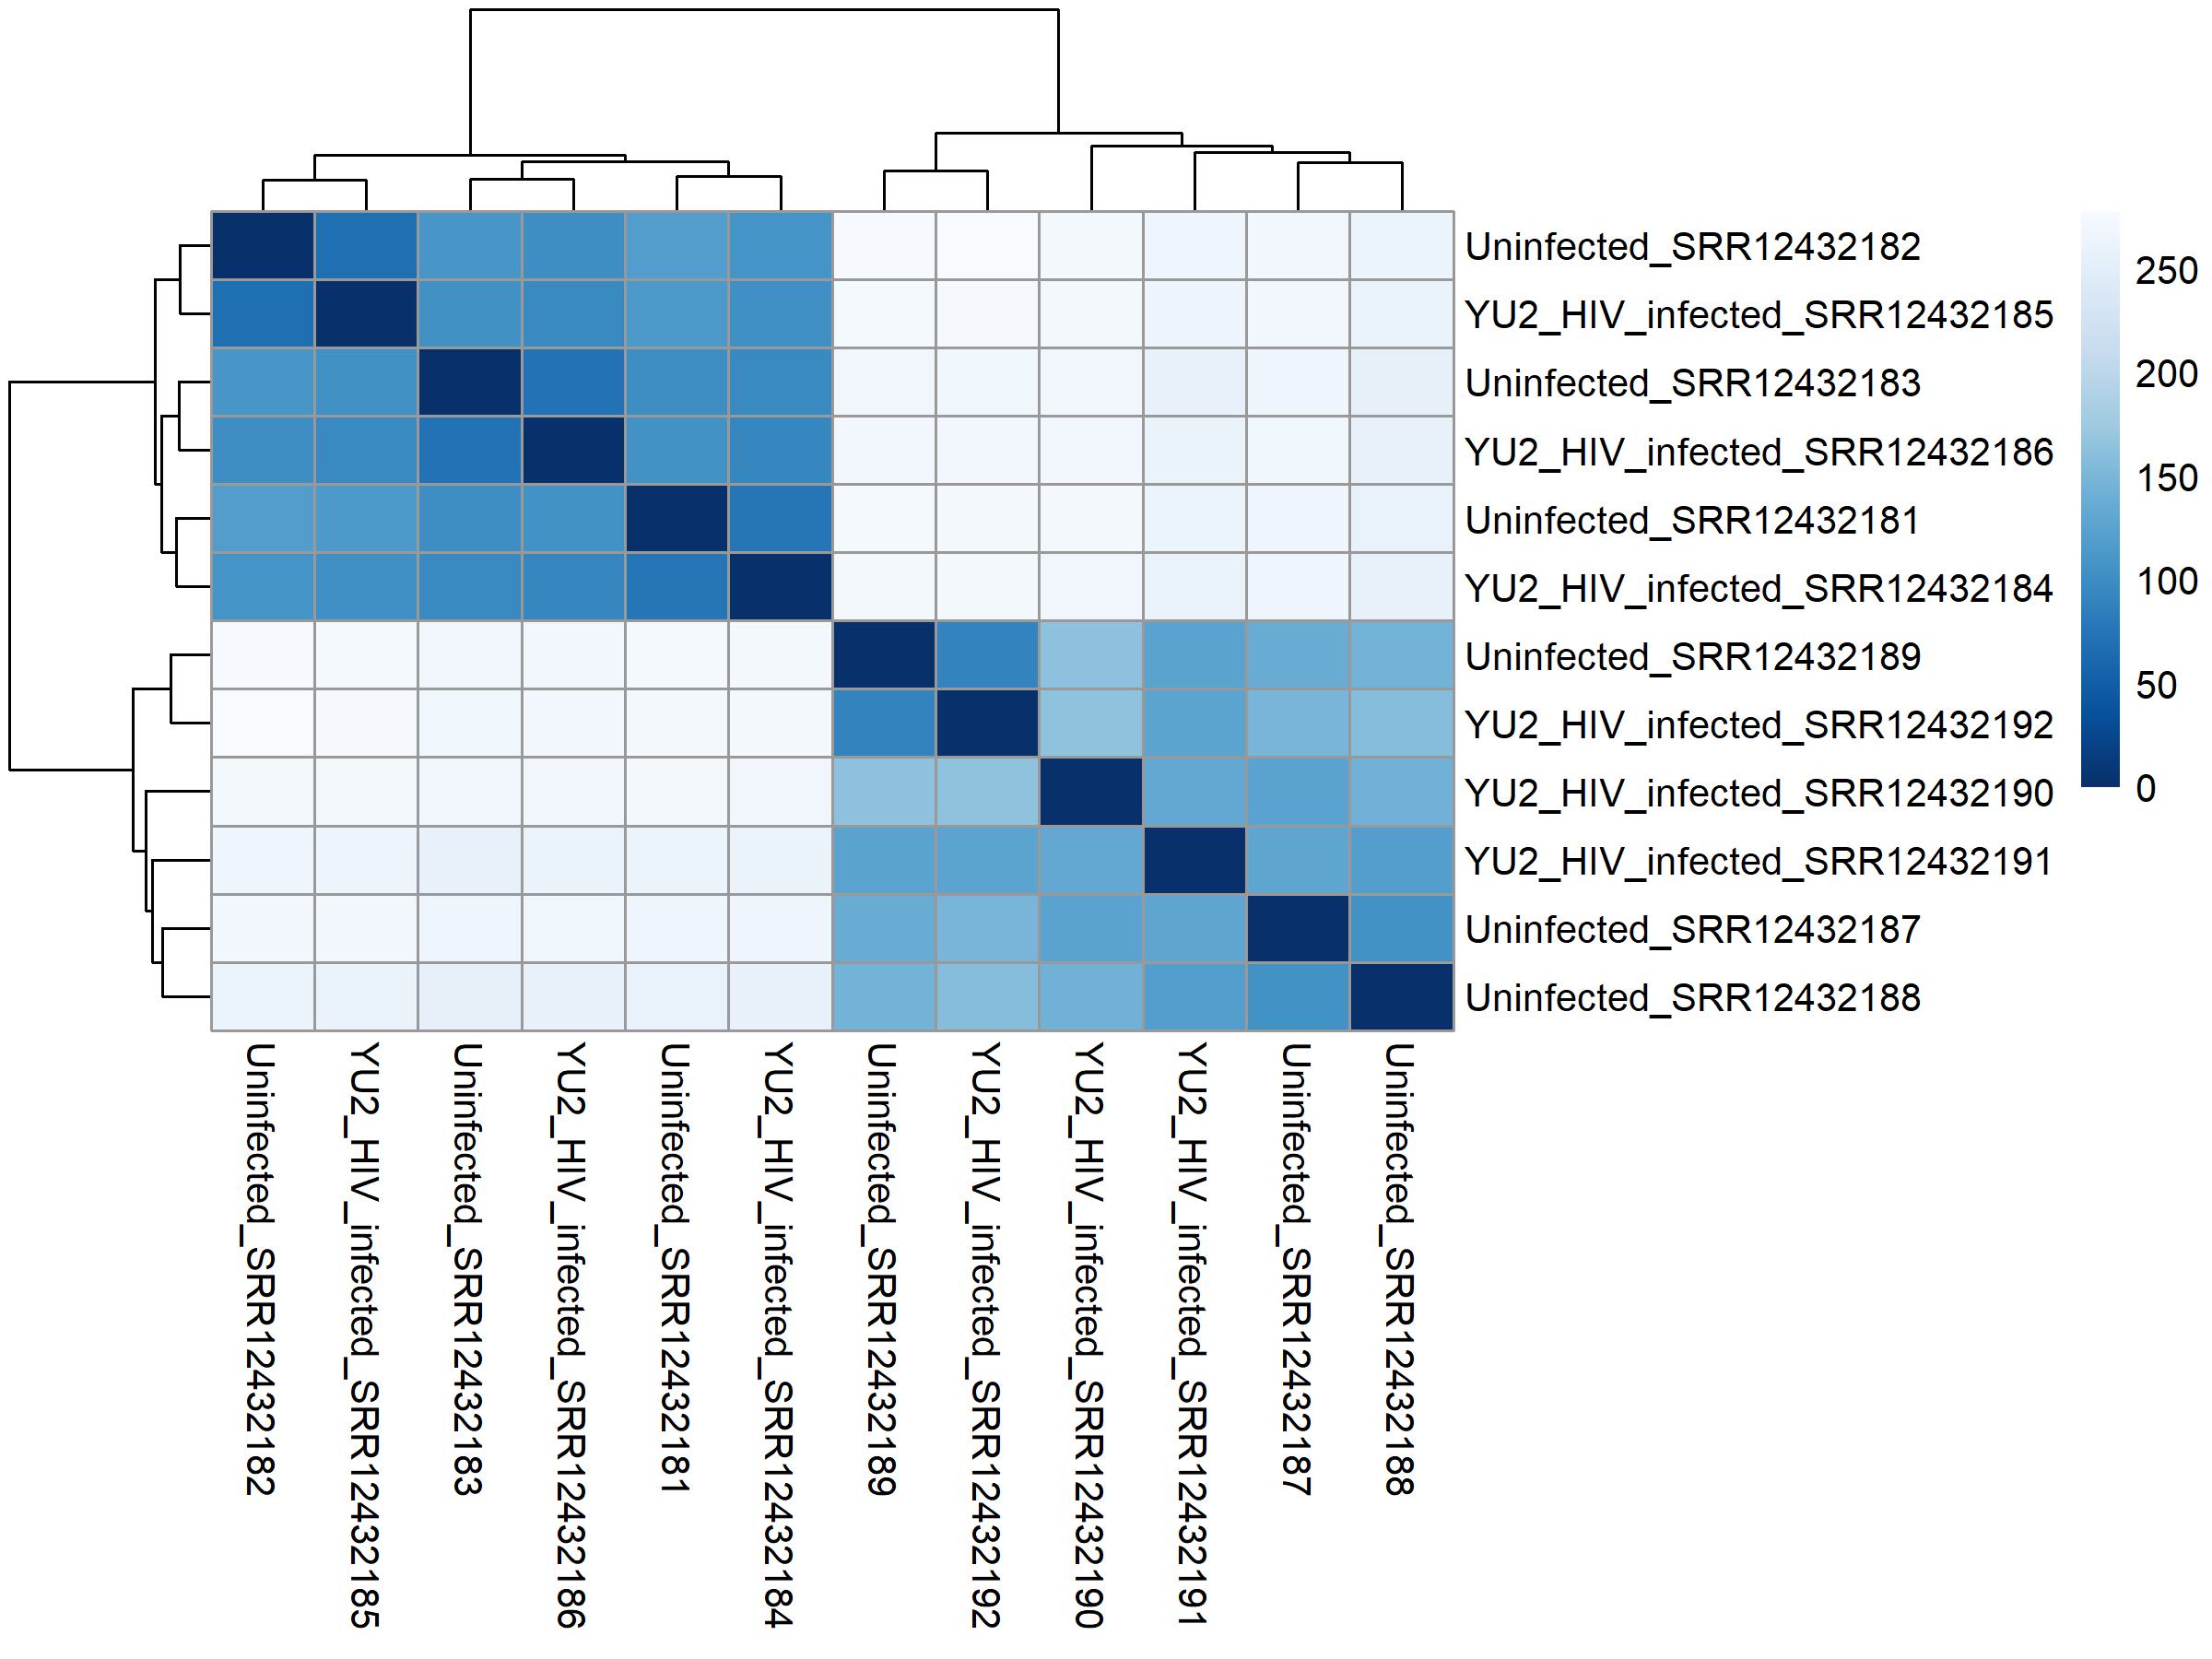 Uninfected_SRR12432182
YU2_HIV_infected_SRR12432185
Uninfected_SRR12432183
YU2_HIV_infected_SRR12432186
Uninfected_SRR12432181
YU2_HIV_infected_SRR12432184
Uninfected_SRR12432189
YU2_HIV_infected_SRR12432192
YU2_HIV_infected_SRR12432190
YU2_HIV_infected_SRR12432191
Uninfected_SRR12432187
Uninfected_SRR12432188
250
200
150
100
50
0
Uninfected_SRR12432182
YU2_HIV_infected_SRR12432185
Uninfected_SRR12432183
YU2_HIV_infected_SRR12432186
Uninfected_SRR12432181
YU2_HIV_infected_SRR12432184
Uninfected_SRR12432189
YU2_HIV_infected_SRR12432192
YU2_HIV_infected_SRR12432190
YU2_HIV_infected_SRR12432191
Uninfected_SRR12432187
Uninfected_SRR12432188